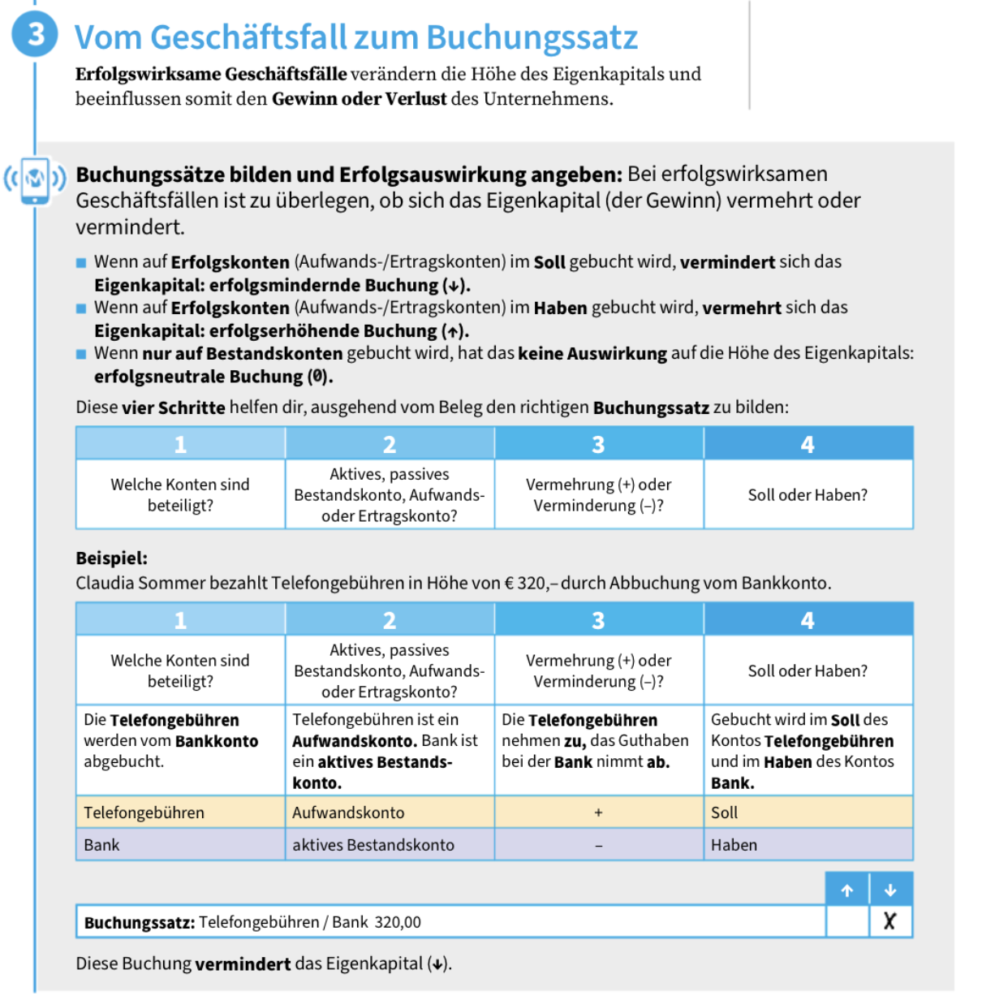 3
Vom Geschäftsfall zum Buchungssatz
Erfolgswirksame Geschäftsfälle verändern die Höhe des Eigenkapitals und
beeinflussen somit den Gewinn oder Verlust des Unternehmens.
Buchungssätze bilden und Erfolgsauswirkung angeben: Bei erfolgswirksamen
Geschäftsfällen ist zu überlegen, ob sich das Eigenkapital (der Gewinn) vermehrt oder
vermindert.
■ Wenn auf Erfolgskonten (Aufwands-/Ertragskonten) im Soll gebucht wird, vermindert sich das
Eigenkapital: erfolgsmindernde Buchung (↓).
■ Wenn auf Erfolgskonten (Aufwands-/Ertragskonten) im Haben gebucht wird, vermehrt sich das
Eigenkapital: erfolgserhöhende Buchung (↑).
■ Wenn nur auf Bestandskonten gebucht wird, hat das keine Auswirkung auf die Höhe des Eigenkapitals:
erfolgsneutrale Buchung (0).
Diese vier Schritte helfen dir, ausgehend vom Beleg den richtigen Buchungssatz zu bilden:
1 2 3 4
Welche Konten sind
beteiligt?
Aktives, passives
Bestandskonto, Aufwands-
oder Ertragskonto?
Vermehrung (+) oder
Verminderung (–)?
Soll oder Haben?
Beispiel:
Claudia Sommer bezahlt Telefongebühren in Höhe von € 320,– durch Abbuchung vom Bankkonto.
1 2 3 4
Welche Konten sind
beteiligt?
Aktives, passives
Bestandskonto, Aufwands-
oder Ertragskonto?
Vermehrung (+) oder
Verminderung (–)?
Soll oder Haben?
Die Telefongebühren
werden vom Bankkonto
abgebucht.
Telefongebühren ist ein
Aufwandskonto. Bank ist
ein aktives Bestands-
konto.
Die Telefongebühren
nehmen zu, das Guthaben
bei der Bank nimmt ab.
Gebucht wird im Soll des
Kontos Telefongebühren
und im Haben des Kontos
Bank.
Telefongebühren Aufwandskonto + Soll
Bank aktives Bestandskonto – Haben
↑ ↓
Buchungssatz: Telefongebühren / Bank 320,00 X
Diese Buchung vermindert das Eigenkapital (↓).